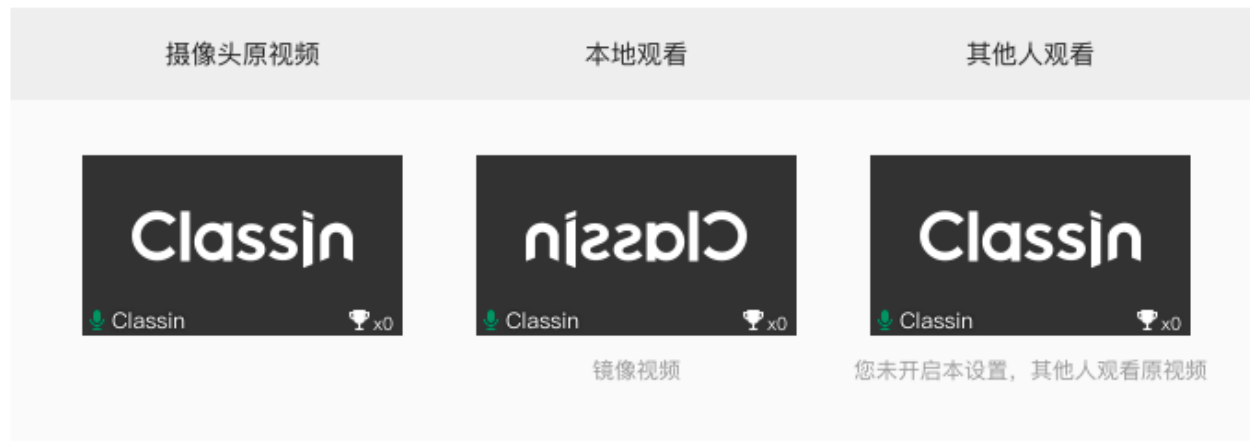 摄像头原视频 本地观看 其他人观看
Classin Classin Classin
Classin x0 Classin x0 Classin x0
镜像视频 您未开启本设置，其他人观看原视频